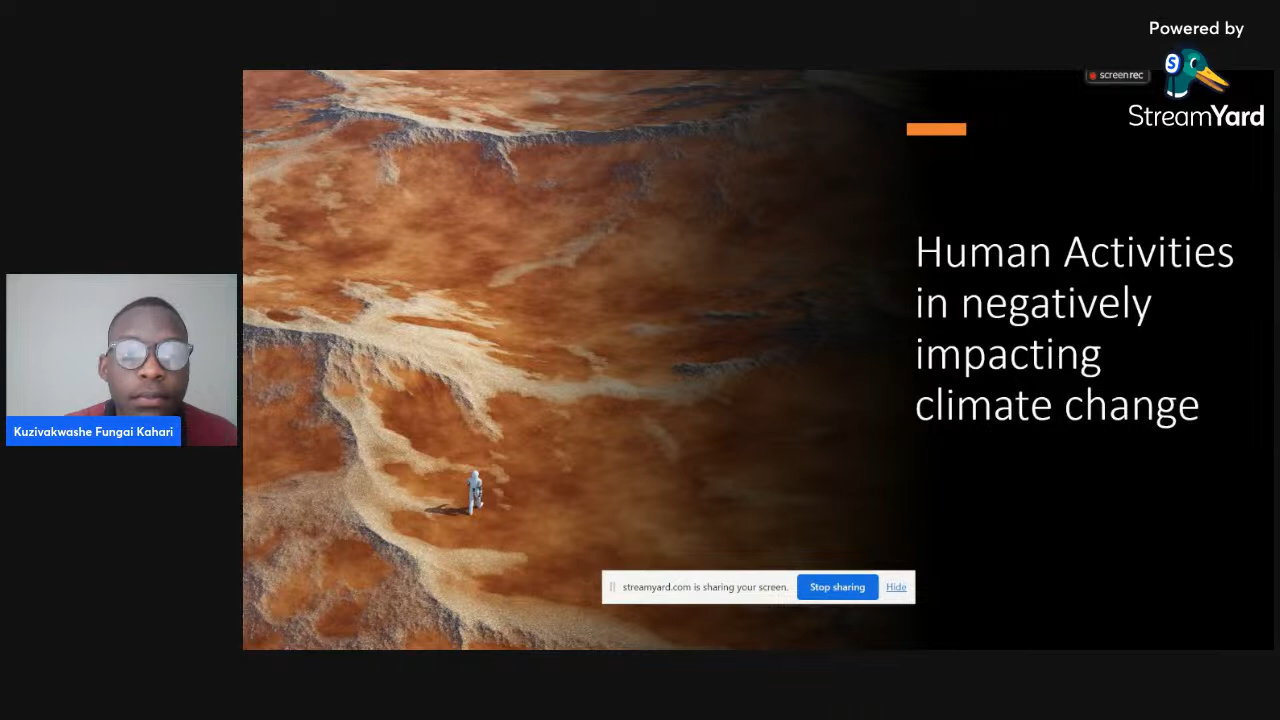 Powered by
screenrec
S
StreamYard
Human Activities
in negatively
impacting
climate change
Kuzivakwashe Fungai Kahari
streamyard.com is sharing your screen. Stop sharing Hide